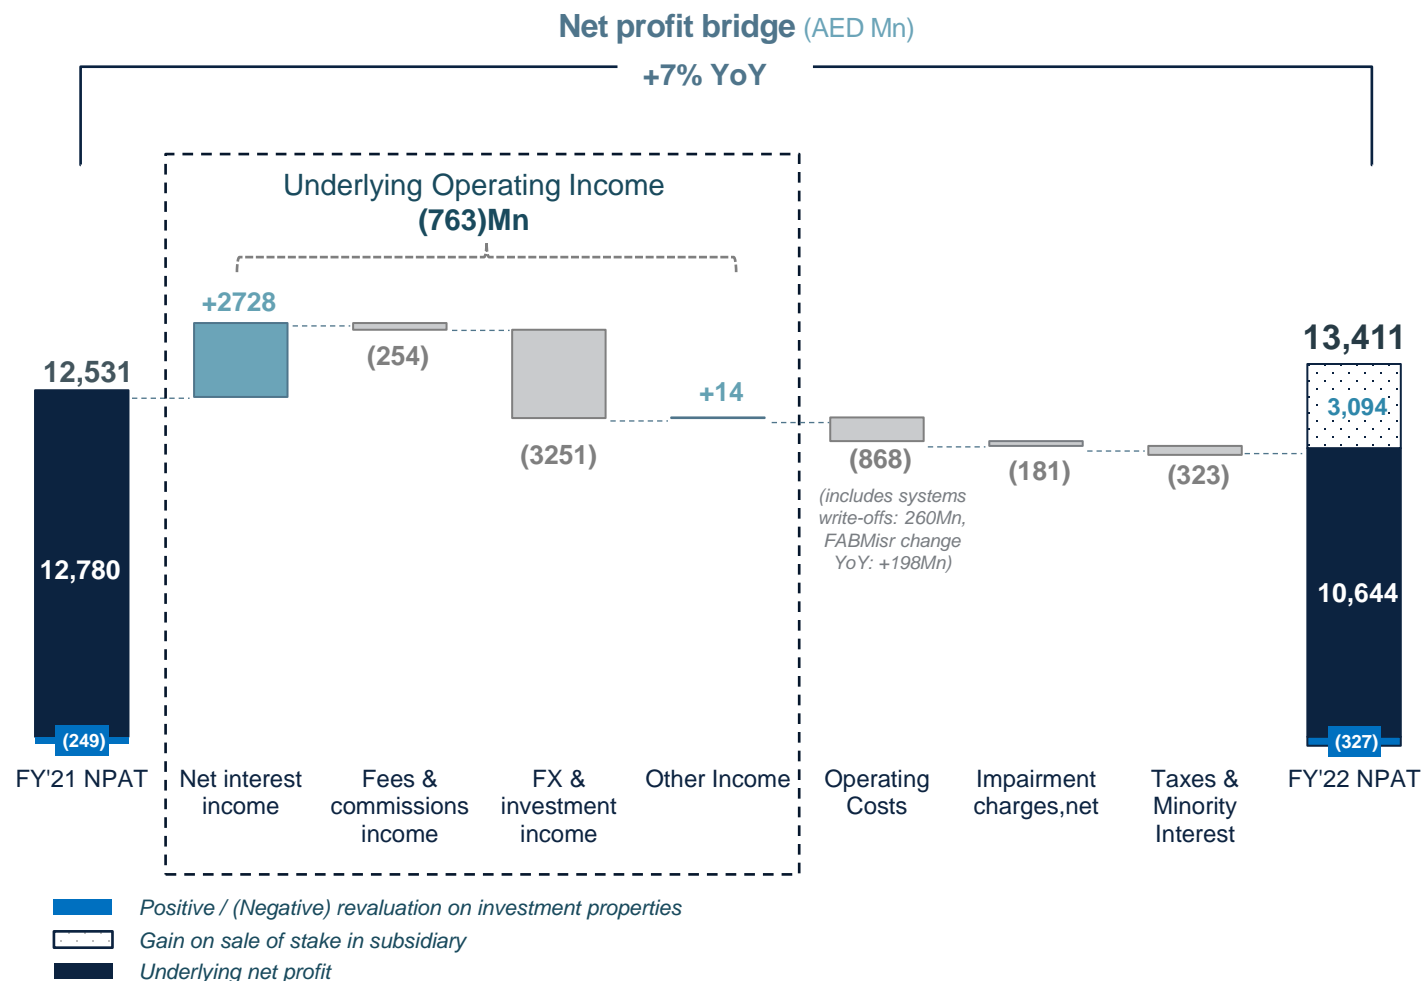 Net profit bridge (AED Mn)
+7% YoY
Underlying Operating Income
(763)Mn
12,531
12,780
(249)
+2728
(254)
(3251)
+14
(868)
(includes systems
write-offs: 260Mn,
FABMisr change
YoY: +198Mn)
(181)
(323)
13,411
3,094
10,644
(327)
FY'21 NPAT
Net interest
income
Fees &
commissions
income
FX &
investment
income
Other Income
Operating
Costs
Impairment
charges,net
Taxes &
Minority
Interest
FY'22 NPAT
Positive / (Negative) revaluation on investment properties
Gain on sale of stake in subsidiary
Underlying net profit